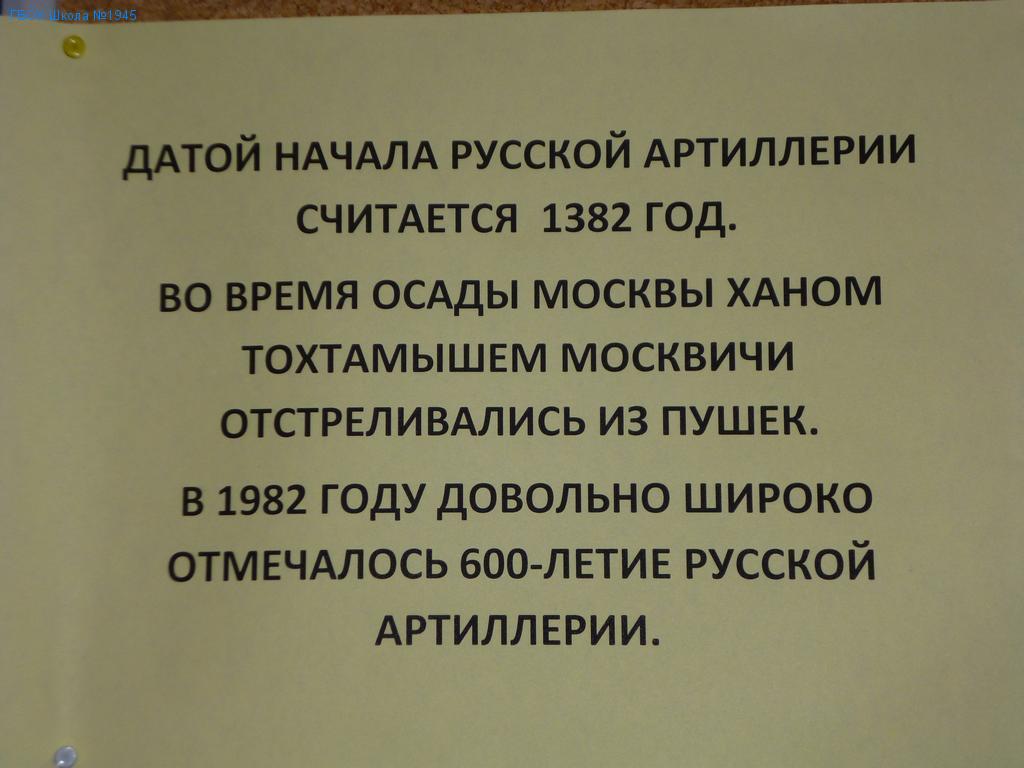 ГБОУ Школа №1945
ДАТОЙ НАЧАЛА РУССКОЙ АРТИЛЛЕРИИ
СЧИТАЕТСЯ 1382 ГОД.
ВО ВРЕМЯ ОСАДЫ МОСКВЫ ХАНОМ
ТОХТАМЫШЕМ МОСКВИЧИ
ОТСТРЕЛИВАЛИСЬ ИЗ ПУШЕК.
В 1982 ГОДУ ДОВОЛЬНО ШИРОКО
ОТМЕЧАЛОСЬ 600-ЛЕТИЕ РУССКОЙ
АРТИЛЛЕРИИ.